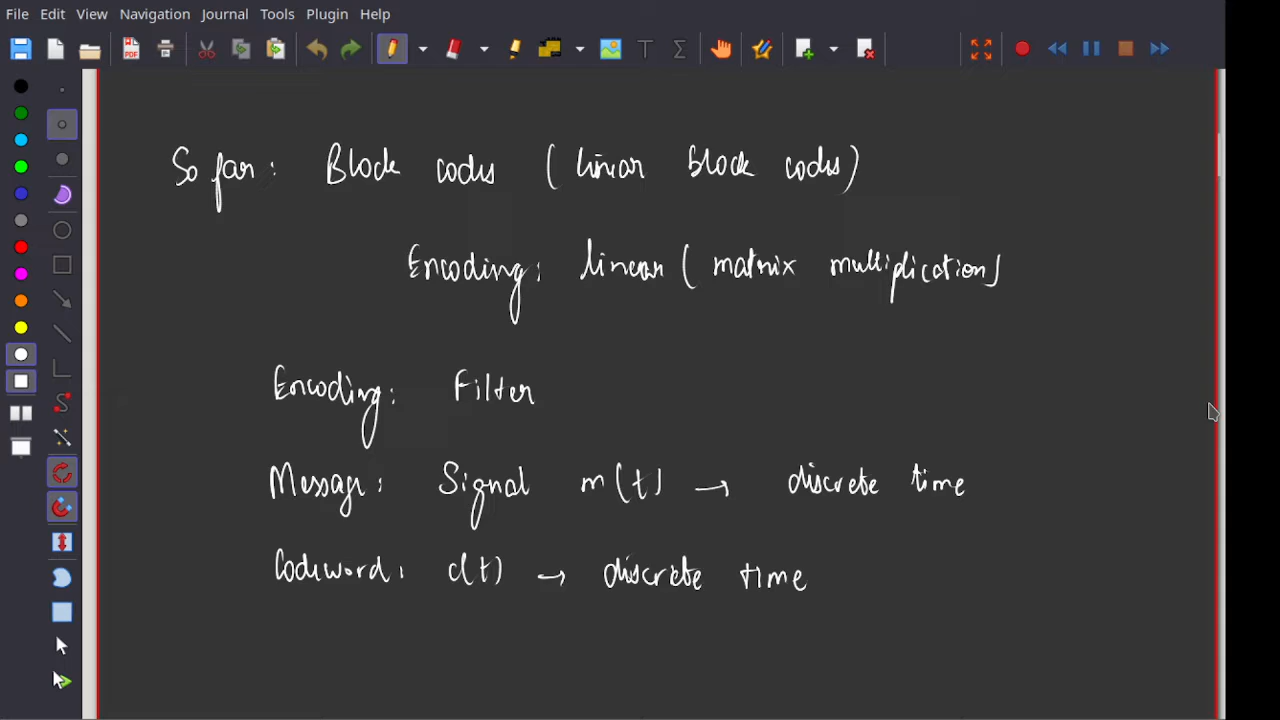 File Edit View Navigation Journal Tools Plugin Help
So far: Block codes (linear block codes)
Encoding: linear (matrix multiplication)
Encoding: Filter
Message: Signal m(t) → discrete time
Codeword: c(t) → discrete time